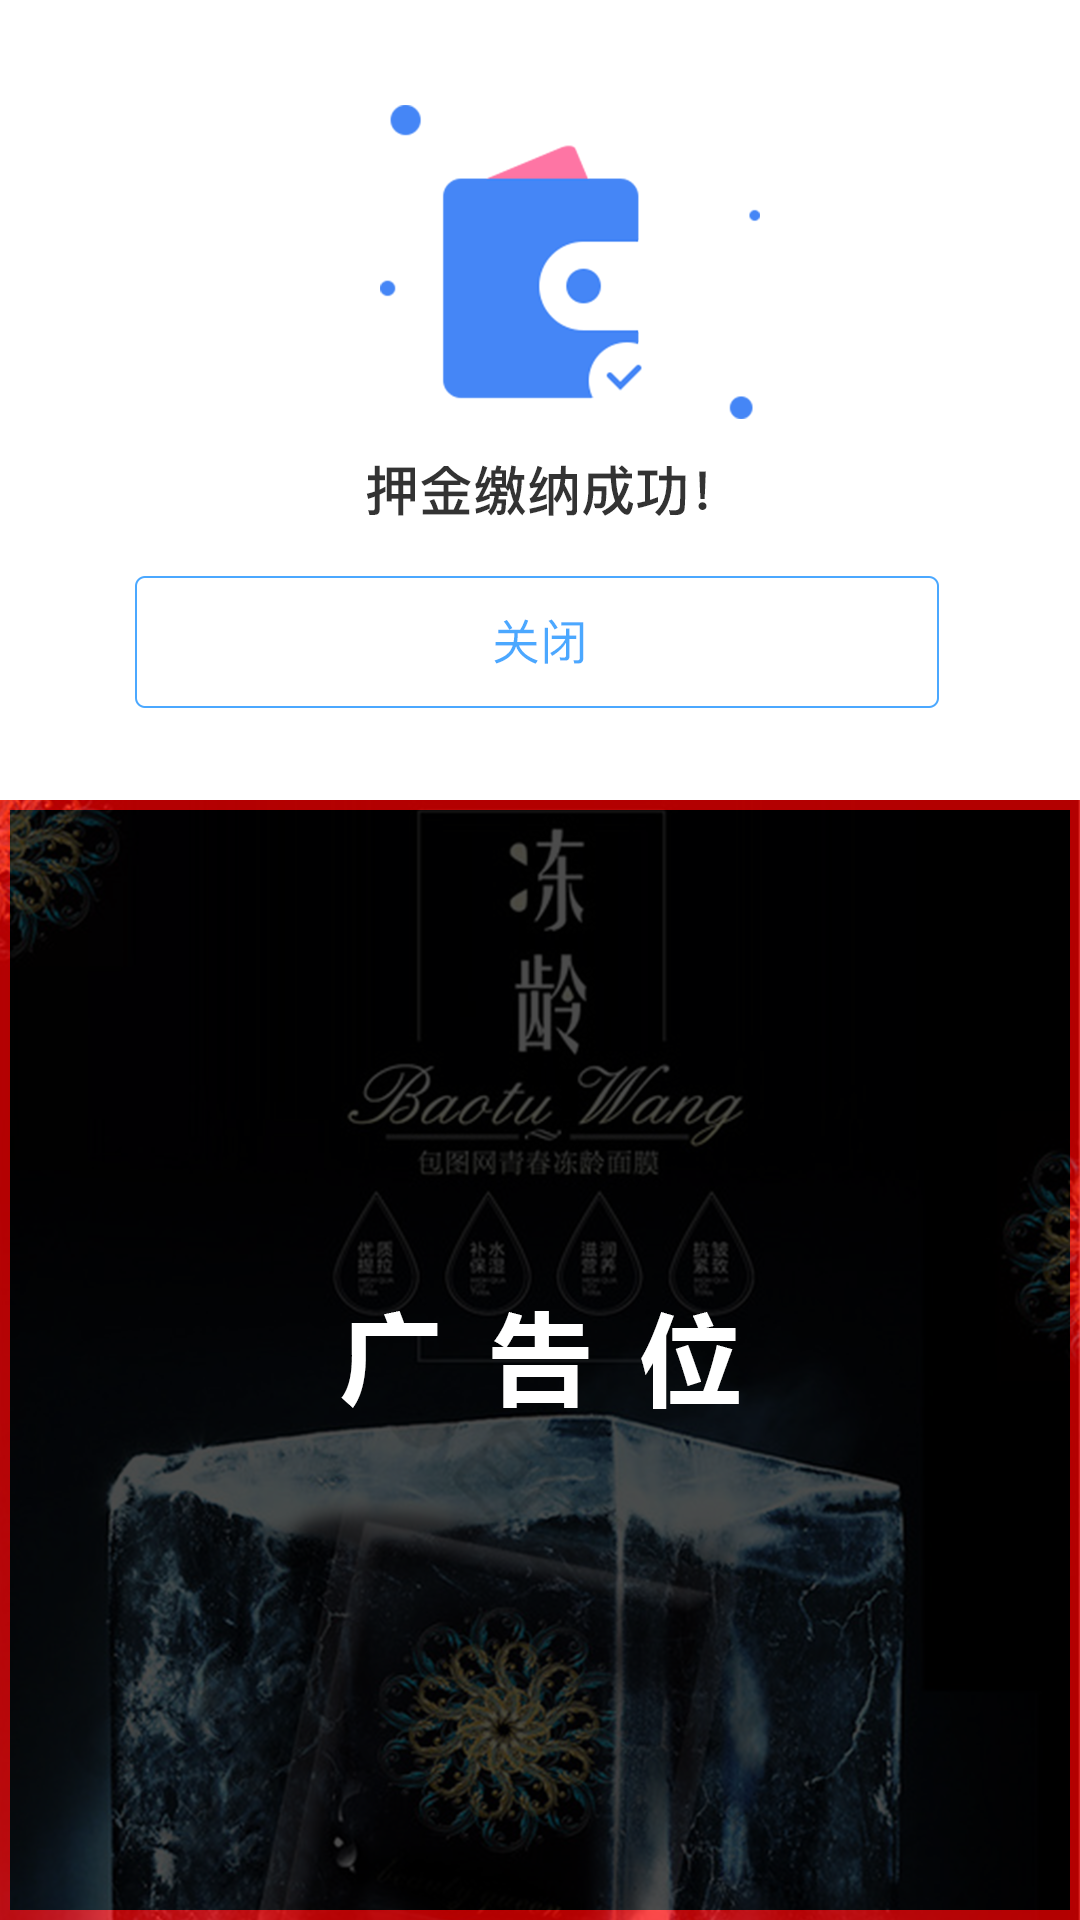 押金缴纳成功！
关闭
冻
龄
Baotu Wang
包图网青春冻龄面膜
优质 补水 滋润 抗皱
提拉 保湿 营养 紧致
广告位